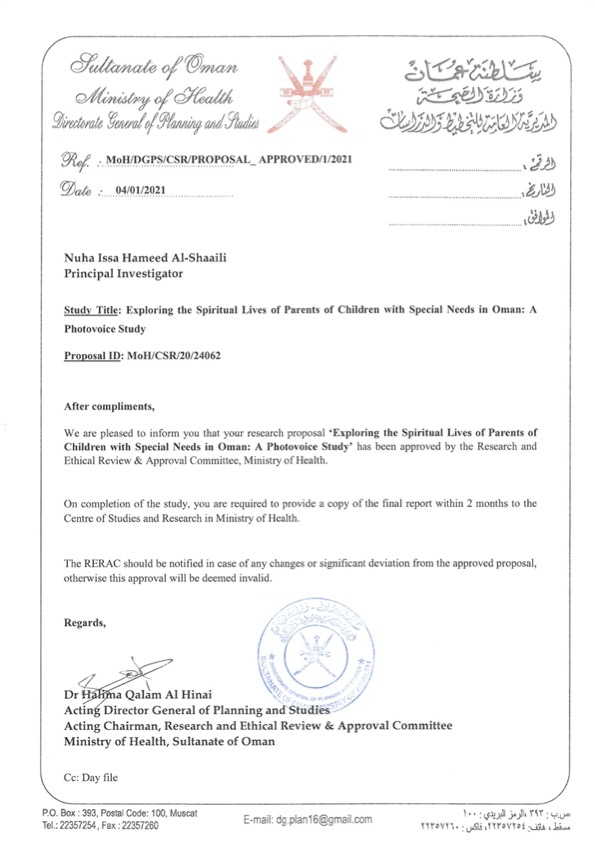 Sultanate of Oman
Ministry of Health
Directorate General of Planning and Studies
سلطنة عمان
وزارة الصحة
المديرية العامة للتخطيط والدراسات
Ref. : MoH/DGPS/CSR/PROPOSAL_ APPROVED/1/2021
Date : 04/01/2021
الرقم :
التاريخ :
الموافق :
Nuha Issa Hameed Al-Shaaili
Principal Investigator
Study Title: Exploring the Spiritual Lives of Parents of Children with Special Needs in Oman: A
Photovoice Study
Proposal ID: MoH/CSR/20/24062
After compliments,
We are pleased to inform you that your research proposal ‘Exploring the Spiritual Lives of Parents of
Children with Special Needs in Oman: A Photovoice Study’ has been approved by the Research and
Ethical Review & Approval Committee, Ministry of Health.
On completion of the study, you are required to provide a copy of the final report within 2 months to the
Centre of Studies and Research in Ministry of Health.
The RERAC should be notified in case of any changes or significant deviation from the approved proposal,
otherwise this approval will be deemed invalid.
Regards,
Dr Halima Qalam Al Hinai
Acting Director General of Planning and Studies
Acting Chairman, Research and Ethical Review & Approval Committee
Ministry of Health, Sultanate of Oman
Cc: Day file
P.O. Box : 393, Postal Code: 100, Muscat
Tel.: 22357254, Fax : 22357260
E-mail: dg.plan16@gmail.com
ص.ب : ٣٩٣ ،الرمز البريدي : ١٠٠
مسقط ، هاتف: ٢٢٣٥٧٢٥٤، فاكس : ٢٢٣٥٧٢٦٠